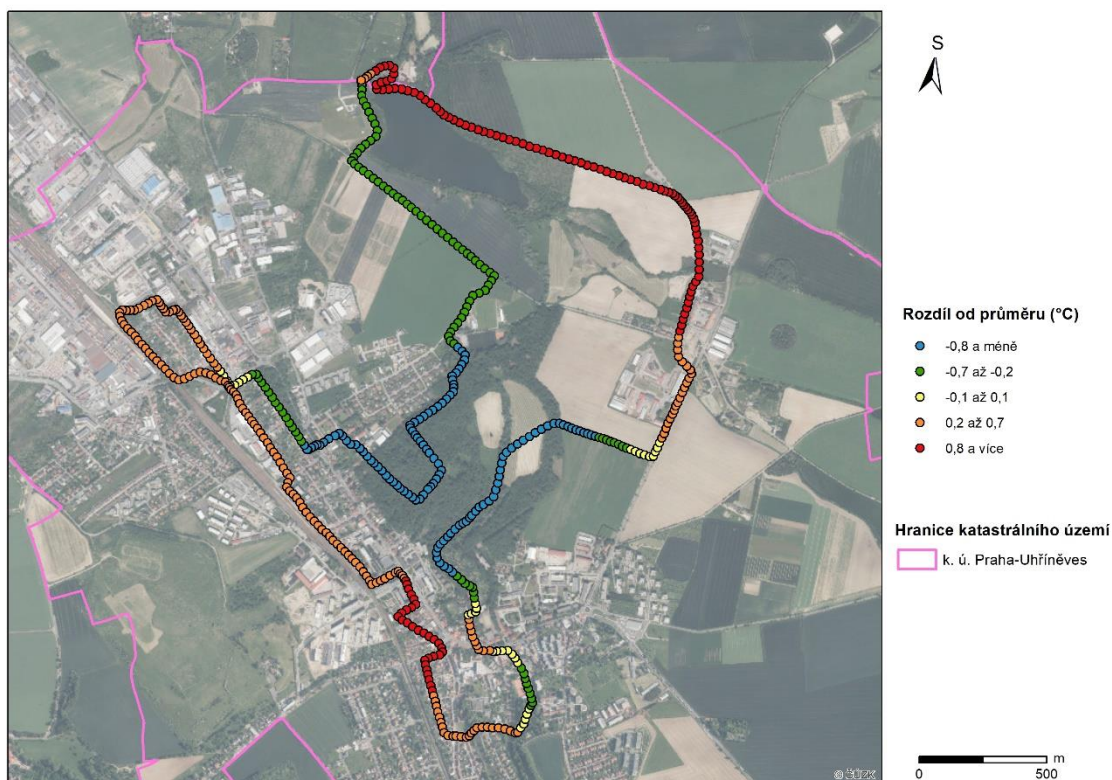 S
Rozdíl od průměru (°C)
-0,8 a méně
-0,7 až -0,2
-0,1 až 0,1
0,2 až 0,7
0,8 a více
Hranice katastrálního území
k. ú. Praha-Uhříněves
m
0 500
© ČÚZK